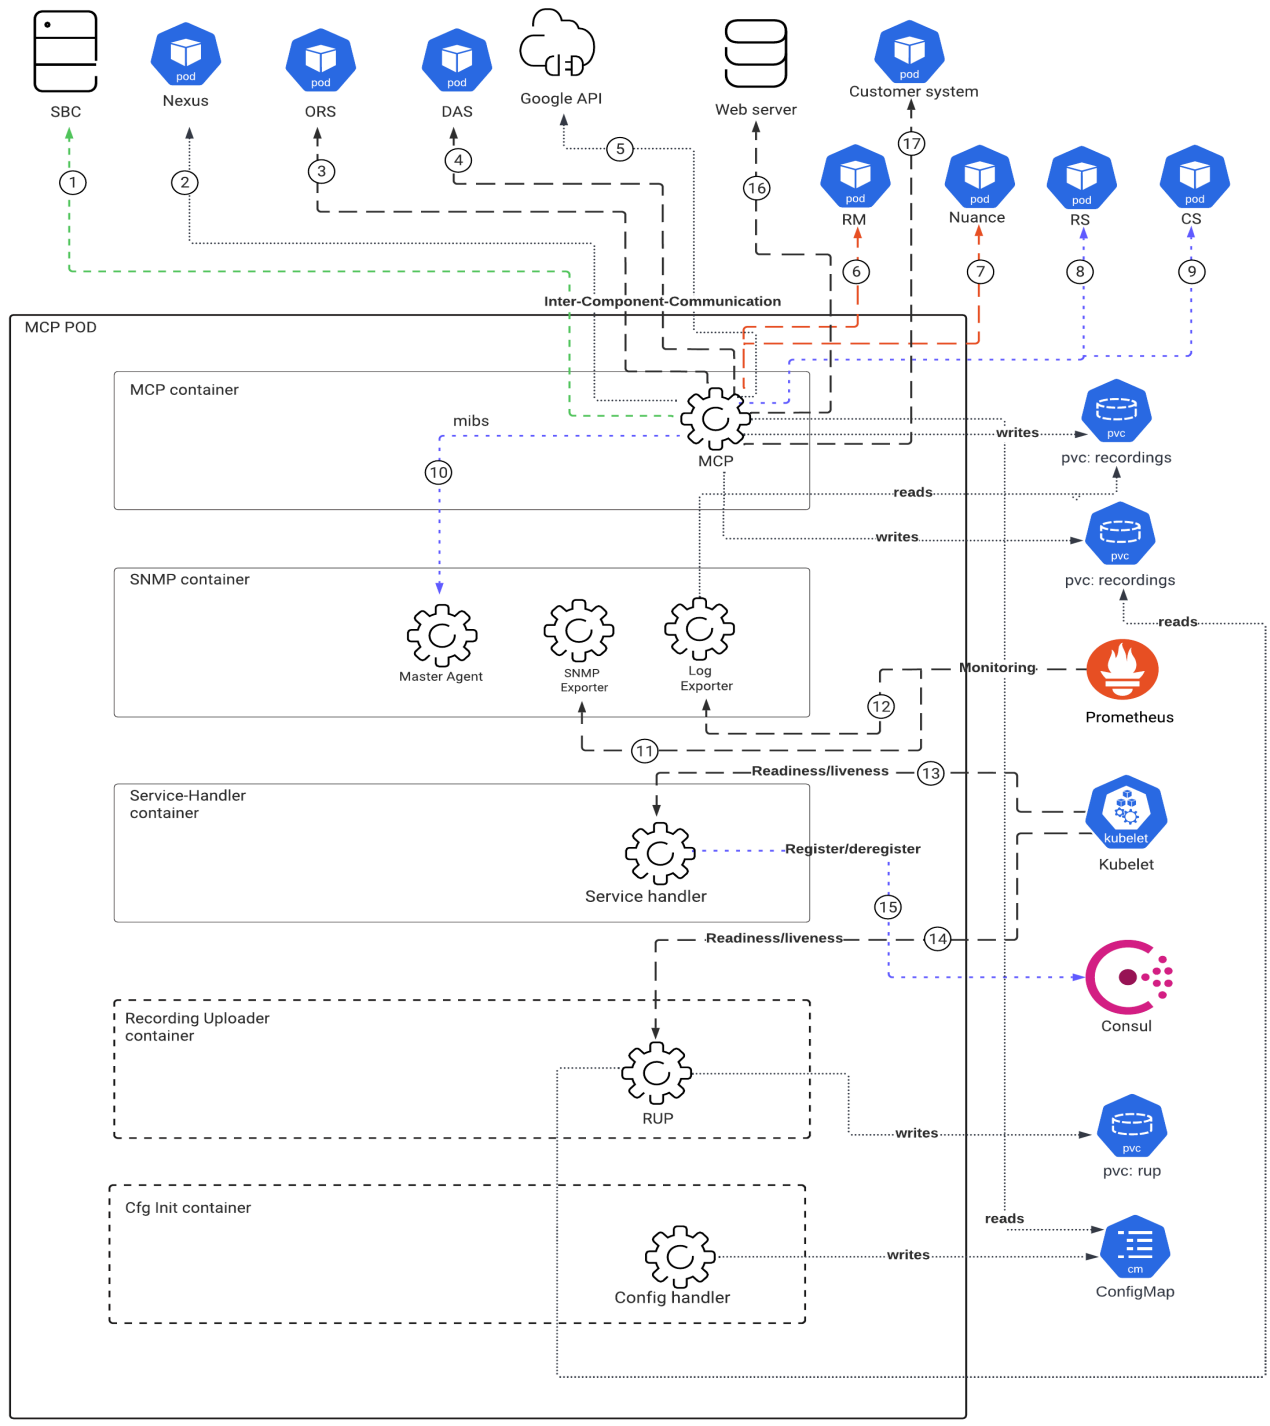 pod
pod
pod
pod
SBC
Nexus
ORS
DAS
Google API
Web server
Customer system
1
2
3
4
5
16
17
pod
pod
pod
pod
RM
Nuance
RS
CS
6
7
8
9
Inter-Component-Communication
MCP POD
MCP container
mibs
10
MCP
writes
pvc
pvc: recordings
reads
writes
pvc
pvc: recordings
reads
SNMP container
Master Agent
SNMP
Exporter
Log
Exporter
Monitoring
12
11
Prometheus
Readiness/liveness
13
Service-Handler
container
kubelet
Kubelet
Register/deregister
Service handler
15
Readiness/liveness
14
Consul
Recording Uploader
container
RUP
writes
pvc
pvc: rup
Cfg Init container
reads
writes
cm
ConfigMap
Config handler